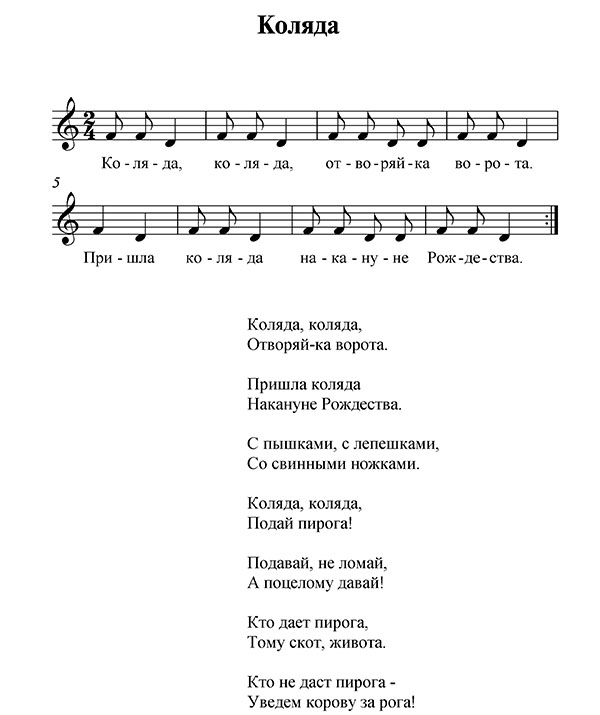 Коляда
2
4
Ко - ля - да, ко - ля - да, от - во - ряй - ка во - ро - та.
5
При - шла ко - ля - да на - ка - ну - не Рож - де - ства.
Коляда, коляда,
Отворяй-ка ворота.
Пришла коляда
Накануне Рождества.
С пышками, с лепешками,
Со свинными ножками.
Коляда, коляда,
Подай пирога!
Подавай, не ломай,
А поцелому давай!
Кто дает пирога,
Тому скот, живота.
Кто не даст пирога -
Уведем корову за рога!